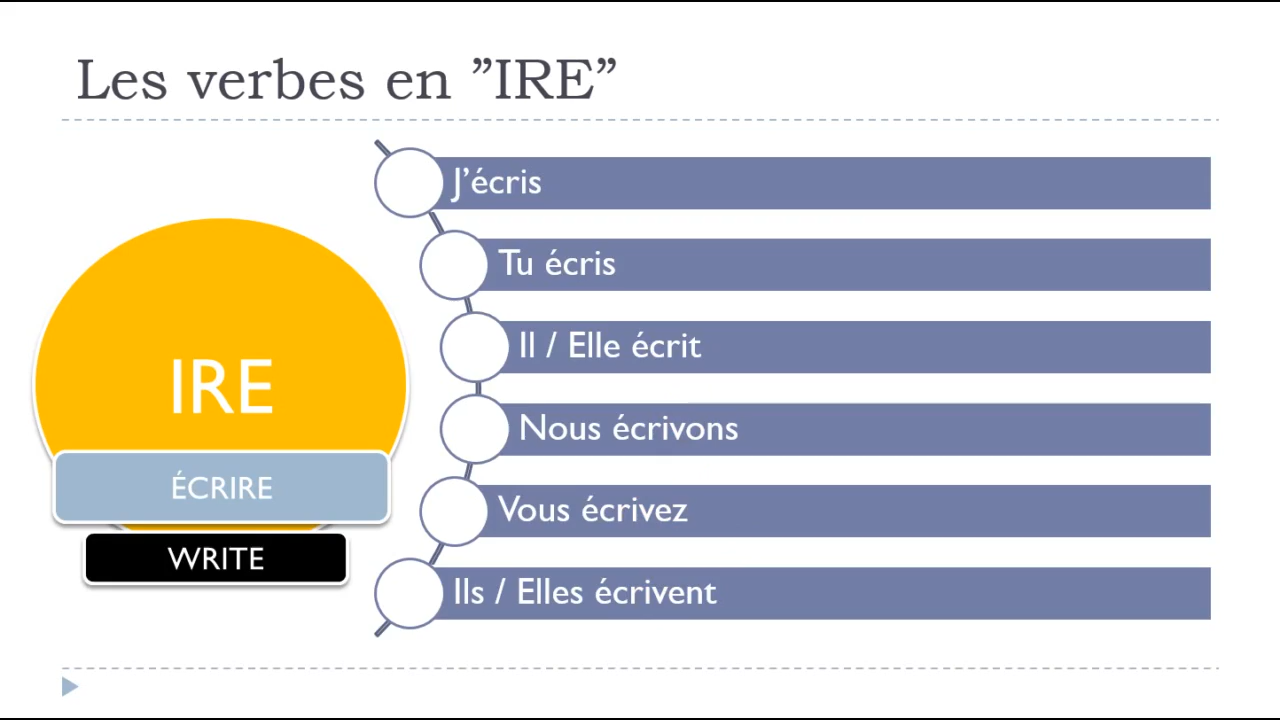 Les verbes en ”IRE”
IRE
ÉCRIRE
WRITE
J’écris
Tu écris
Il / Elle écrit
Nous écrivons
Vous écrivez
Ils / Elles écrivent